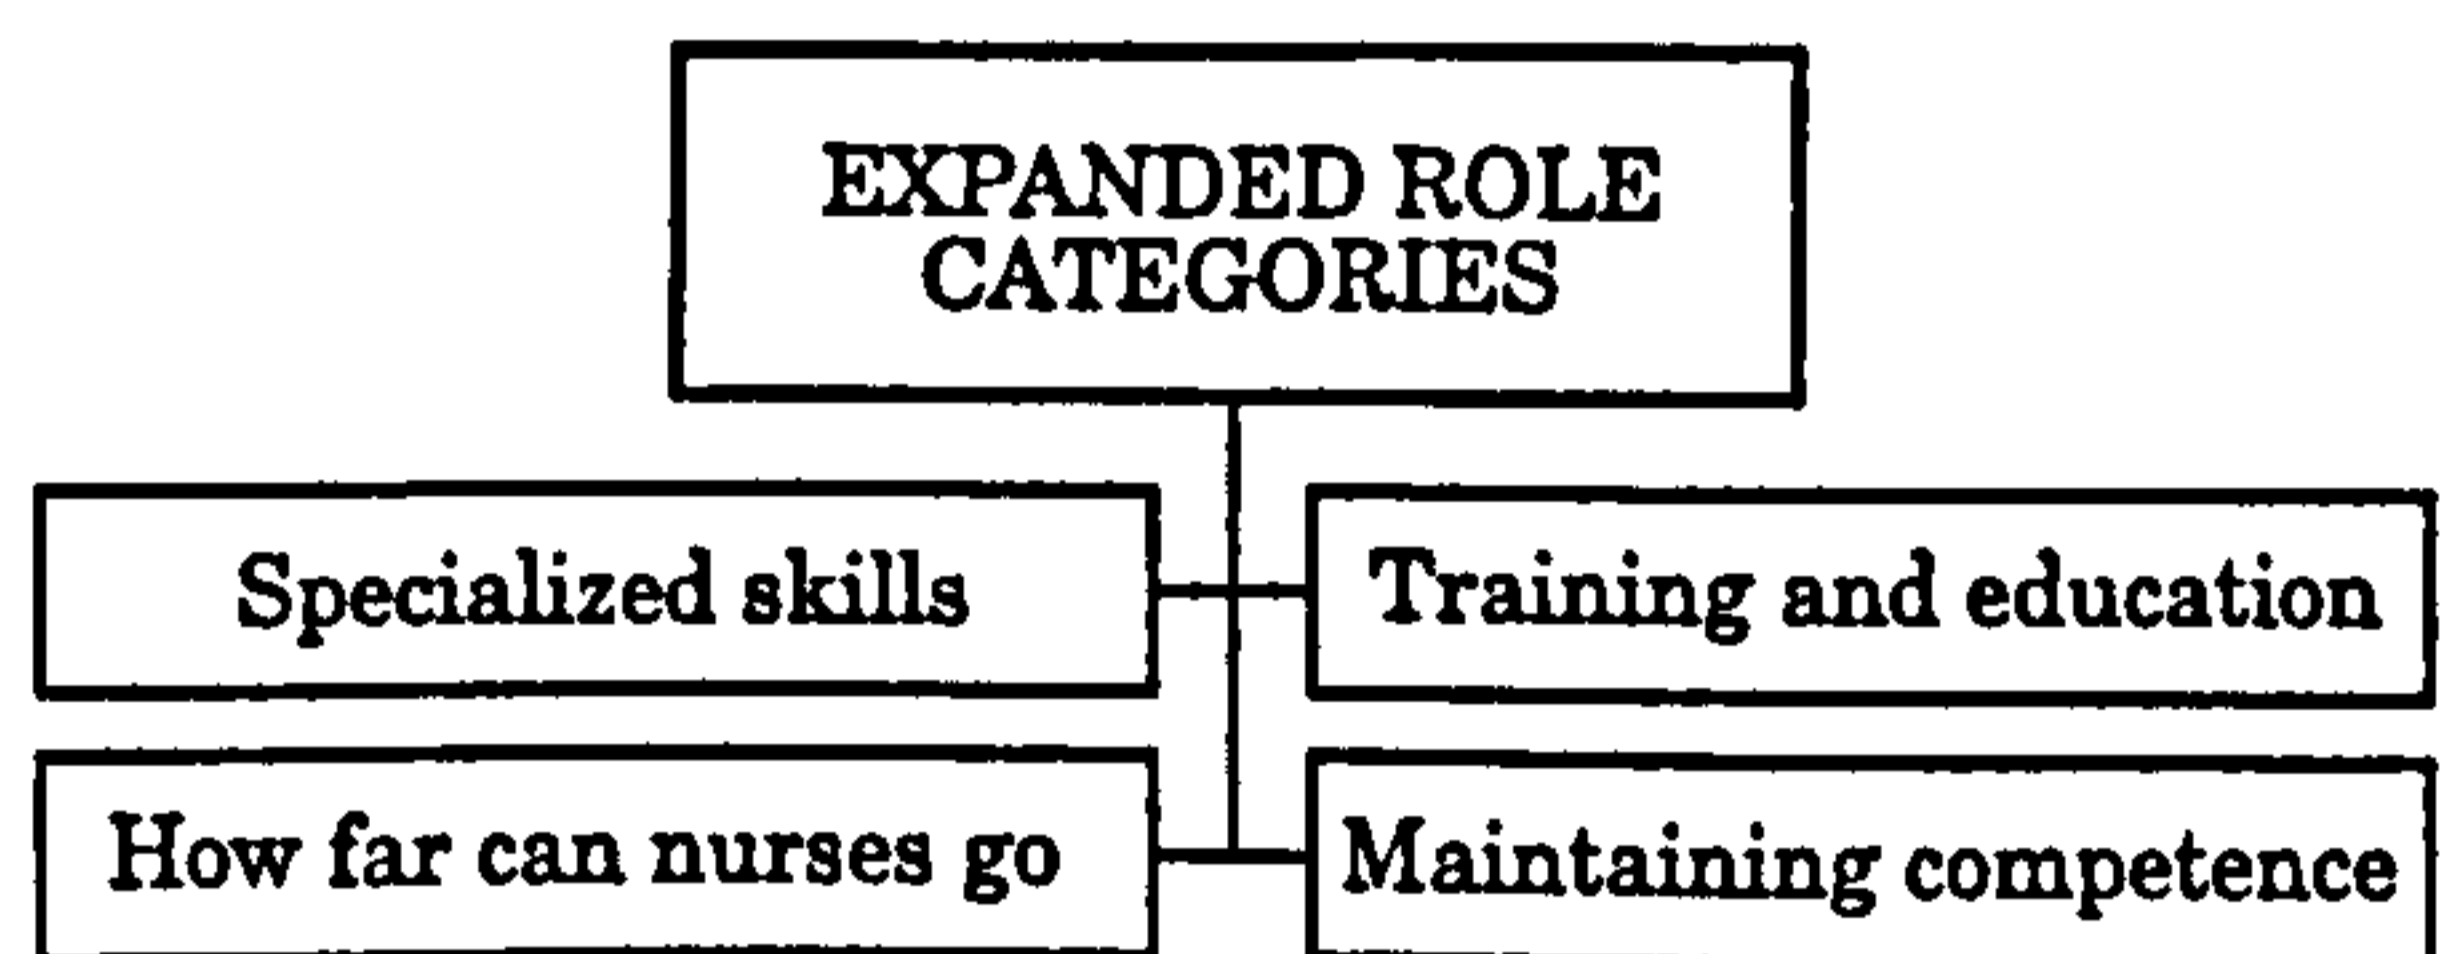 EXPANDED ROLE
CATEGORIES
Specialized skills
Training and education
How far can nurses go
Maintaining competence